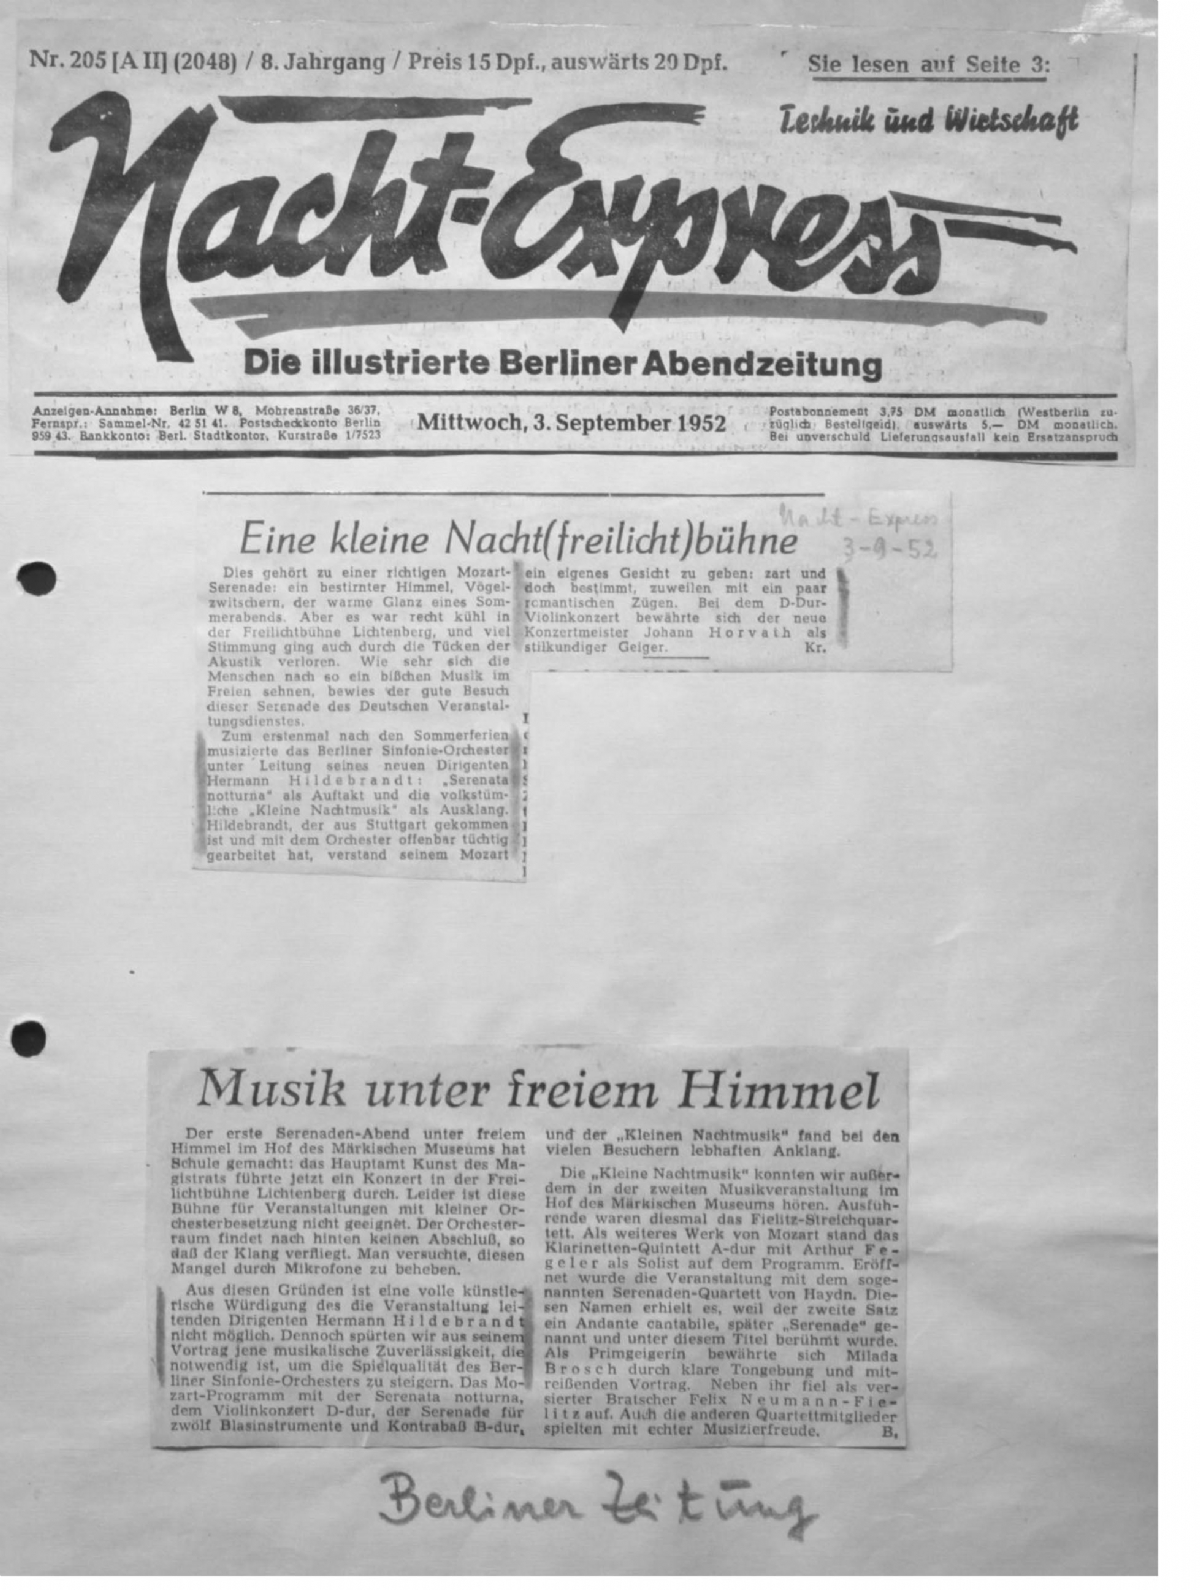 Nr. 205 [A II] (2048) / 8. Jahrgang / Preis 15 Dpf., auswärts 20 Dpf.
Sie lesen auf Seite 3:
Technik und Wirtschaft
Nacht-Express
Die illustrierte Berliner Abendzeitung
Anzeigen-Annahme: Berlin W 8, Mohrenstraße 36/37,
Fernspr.: Sammel-Nr. 42 51 41. Postscheckkonto Berlin
959 43. Bankkonto: Berl. Stadtkontor, Kurstraße 1/7523
Mittwoch, 3. September 1952
Postabonnement 3,75 DM monatlich (Westberlin zu-
züglich Bestellgeld), auswärts 5,— DM monatlich.
Bei unverschuld Lieferungsausfall kein Ersatzanspruch
Nacht-Express
3-9-52
Eine kleine Nacht(freilicht)bühne
Dies gehört zu einer richtigen Mozart-
Serenade: ein bestirnter Himmel, Vögel-
zwitschern, der warme Glanz eines Som-
merabends. Aber es war recht kühl in
der Freilichtbühne Lichtenberg, und viel
Stimmung ging auch durch die Tücken der
Akustik verloren. Wie sehr sich die
Menschen nach so ein bißchen Musik im
Freien sehnen, bewies der gute Besuch
dieser Serenade des Deutschen Veranstal-
tungsdienstes.
Zum erstenmal nach den Sommerferien
musizierte das Berliner Sinfonie-Orchester
unter Leitung seines neuen Dirigenten
Hermann Hildebrandt: „Serenata
notturna" als Auftakt und die volkstüm-
liche „Kleine Nachtmusik" als Ausklang.
Hildebrandt, der aus Stuttgart gekommen
ist und mit dem Orchester offenbar tüchtig
gearbeitet hat, verstand seinem Mozart
ein eigenes Gesicht zu geben: zart und
doch bestimmt, zuweilen mit ein paar
romantischen Zügen. Bei dem D-Dur-
Violinkonzert bewährte sich der neue
Konzertmeister Johann Horvath als
stilkundiger Geiger. Kr.
Musik unter freiem Himmel
Der erste Serenaden-Abend unter freiem
Himmel im Hof des Märkischen Museums hat
Schule gemacht: das Hauptamt Kunst des Ma-
gistrats führte jetzt ein Konzert in der Frei-
lichtbühne Lichtenberg durch. Leider ist diese
Bühne für Veranstaltungen mit kleiner Or-
chesterbesetzung nicht geeignet. Der Orchester-
raum findet nach hinten keinen Abschluß, so
daß der Klang verfliegt. Man versuchte, diesen
Mangel durch Mikrofone zu beheben.
Aus diesen Gründen ist eine volle künstle-
rische Würdigung des die Veranstaltung lei-
tenden Dirigenten Hermann Hildebrandt
nicht möglich. Dennoch spürten wir aus seinem
Vortrag jene musikalische Zuverlässigkeit, die
notwendig ist, um die Spielqualität des Ber-
liner Sinfonie-Orchesters zu steigern. Das Mo-
zart-Programm mit der Serenata notturna,
dem Violinkonzert D-dur, der Serenade für
zwölf Blasinstrumente und Kontrabaß B-dur,
und der „Kleinen Nachtmusik" fand bei den
vielen Besuchern lebhaften Anklang.
Die „Kleine Nachtmusik" konnten wir außer-
dem in der zweiten Musikveranstaltung im
Hof des Märkischen Museums hören. Ausfüh-
rende waren diesmal das Fielitz-Streichquar-
tett. Als weiteres Werk von Mozart stand das
Klarinetten-Quintett A-dur mit Arthur Fe-
geler als Solist auf dem Programm. Eröff-
net wurde die Veranstaltung mit dem soge-
nannten Serenaden-Quartett von Haydn. Die-
sen Namen erhielt es, weil der zweite Satz
ein Andante cantabile, später „Serenade" ge-
nannt und unter diesem Titel berühmt wurde.
Als Primgeigerin bewährte sich Milada
Brosch durch klare Tongebung und mit-
reißenden Vortrag. Neben ihr fiel als ver-
sierter Bratscher Felix Neumann-Fie-
litz auf. Auch die anderen Quartettmitglieder
spielten mit echter Musizierfreude. B.
Berliner Zeitung